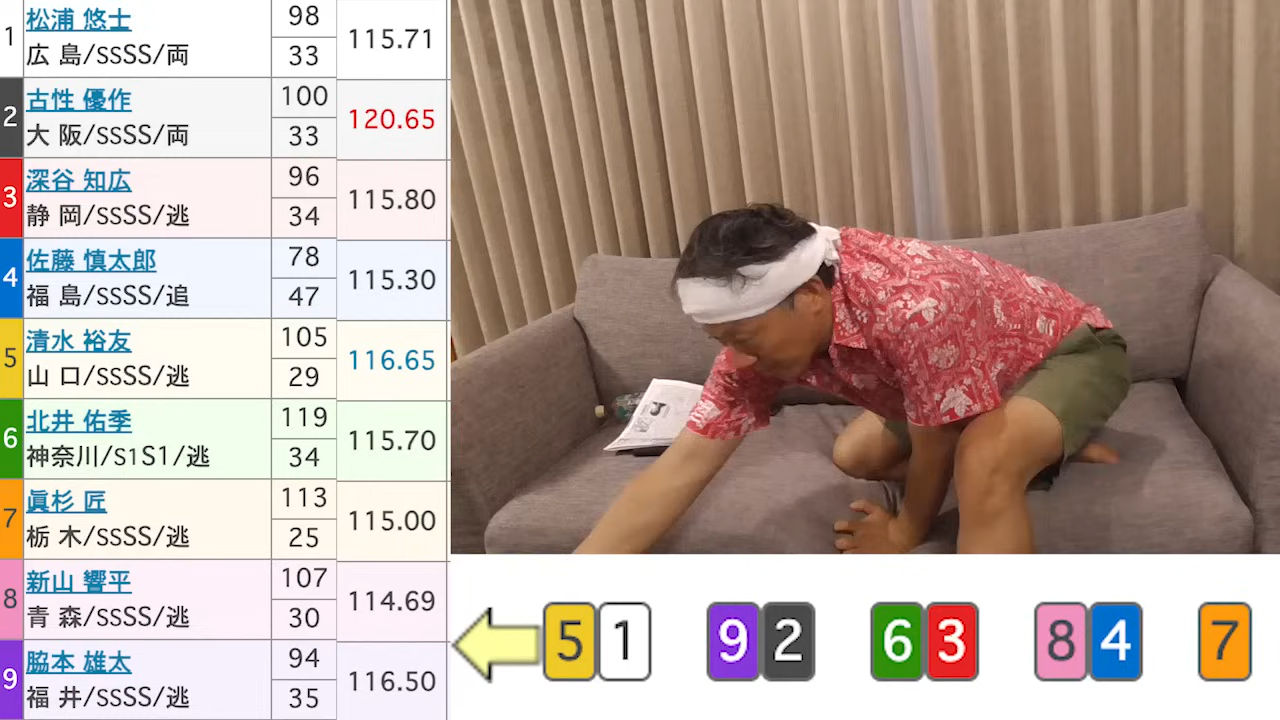 1
松浦 悠士
98
広 島/SSSS/両
33
115.71
2
古性 優作
100
大 阪/SSSS/両
33
120.65
3
深谷 知広
96
静 岡/SSSS/逃
34
115.80
4
佐藤 慎太郎
78
福 島/SSSS/追
47
115.30
5
清水 裕友
105
山 口/SSSS/逃
29
116.65
6
北井 佑季
119
神奈川/S1S1/逃
34
115.70
7
眞杉 匠
113
栃 木/SSSS/逃
25
115.00
8
新山 響平
107
青 森/SSSS/逃
30
114.69
9
脇本 雄太
94
福 井/SSSS/逃
35
116.50
5 1 9 2 6 3 8 4 7